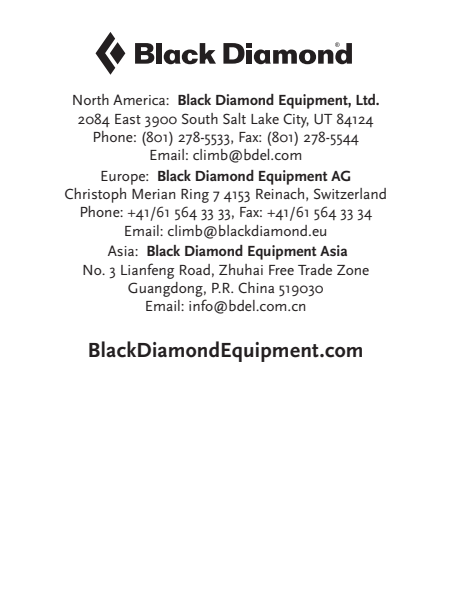 Black Diamond®
North America: Black Diamond Equipment, Ltd.
2084 East 3900 South Salt Lake City, UT 84124
Phone: (801) 278-5533, Fax: (801) 278-5544
Email: climb@bdel.com
Europe: Black Diamond Equipment AG
Christoph Merian Ring 7 4153 Reinach, Switzerland
Phone: +41/61 564 33 33, Fax: +41/61 564 33 34
Email: climb@blackdiamond.eu
Asia: Black Diamond Equipment Asia
No. 3 Lianfeng Road, Zhuhai Free Trade Zone
Guangdong, P.R. China 519030
Email: info@bdel.com.cn
BlackDiamondEquipment.com